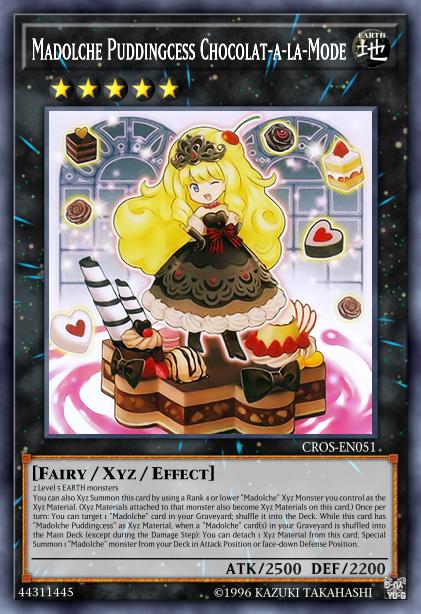 Madolche Puddingcess Chocolat-a-la-Mode
EARTH
地
CROS-EN051
[Fairy / Xyz / Effect]
2 Level 5 EARTH monsters
You can also Xyz Summon this card by using a Rank 4 or lower "Madolche" Xyz Monster you control as the
Xyz Material. (Xyz Materials attached to that monster also become Xyz Materials on this card.) Once per
turn: You can target 1 "Madolche" card in your Graveyard; shuffle it into the Deck. While this card has
"Madolche Puddingcess" as Xyz Material, when a "Madolche" card(s) in your Graveyard is shuffled into
the Main Deck (except during the Damage Step): You can detach 1 Xyz Material from this card; Special
Summon 1 "Madolche" monster from your Deck in Attack Position or face-down Defense Position.
ATK/2500 DEF/2200
44311445 ©1996 KAZUKI TAKAHASHI